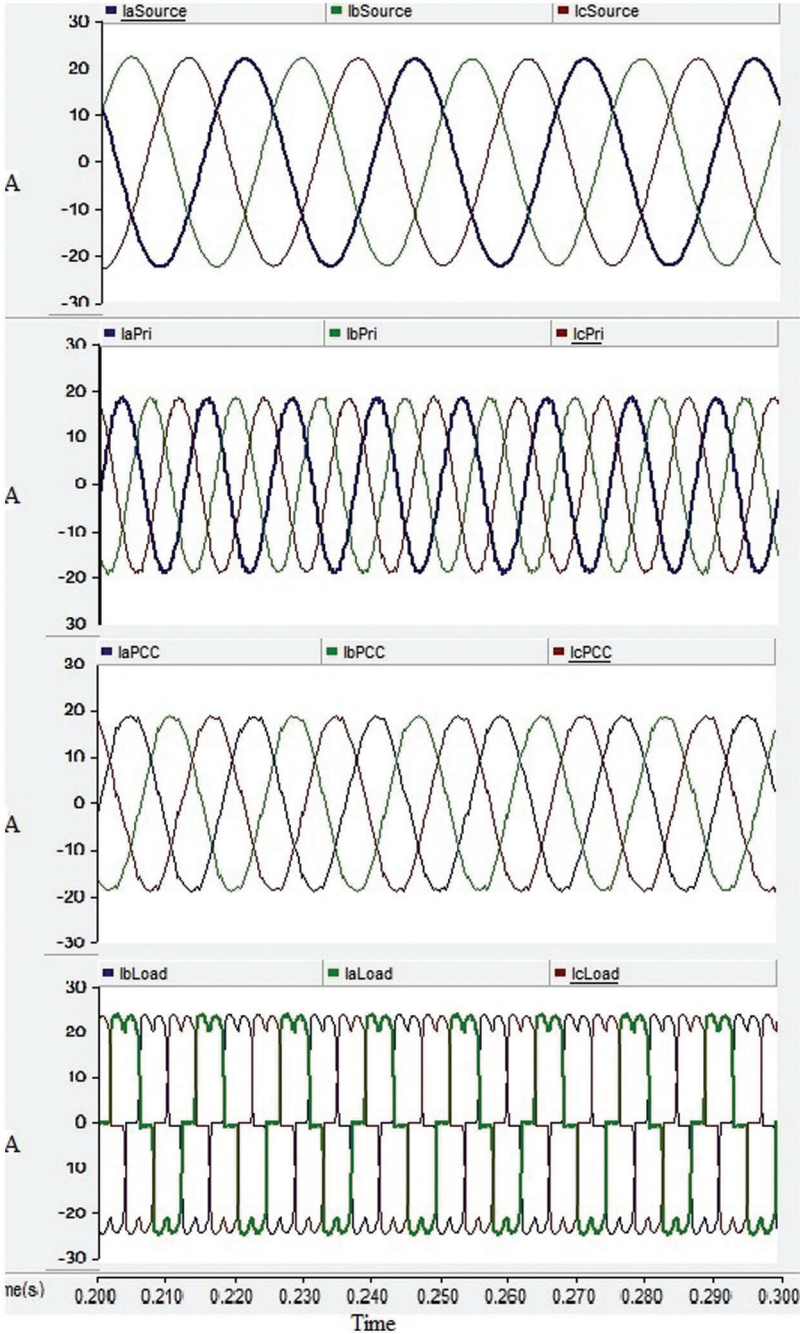 IaSource IbSource IcSource
30
20
10
0
A
-10
-20
-30
IaPri IbPri IcPri
30
20
10
0
A
-10
-20
30
IaPCC IbPCC IcPCC
30
20
10
0
A
-10
-20
-30
IbLoad IaLoad IcLoad
30
20
10
0
A
10
-20
-30
me(s) 0.200 0.210 0.220 0.230 0.240 0.250 0.260 0.270 0.280 0.290 0.300
Time